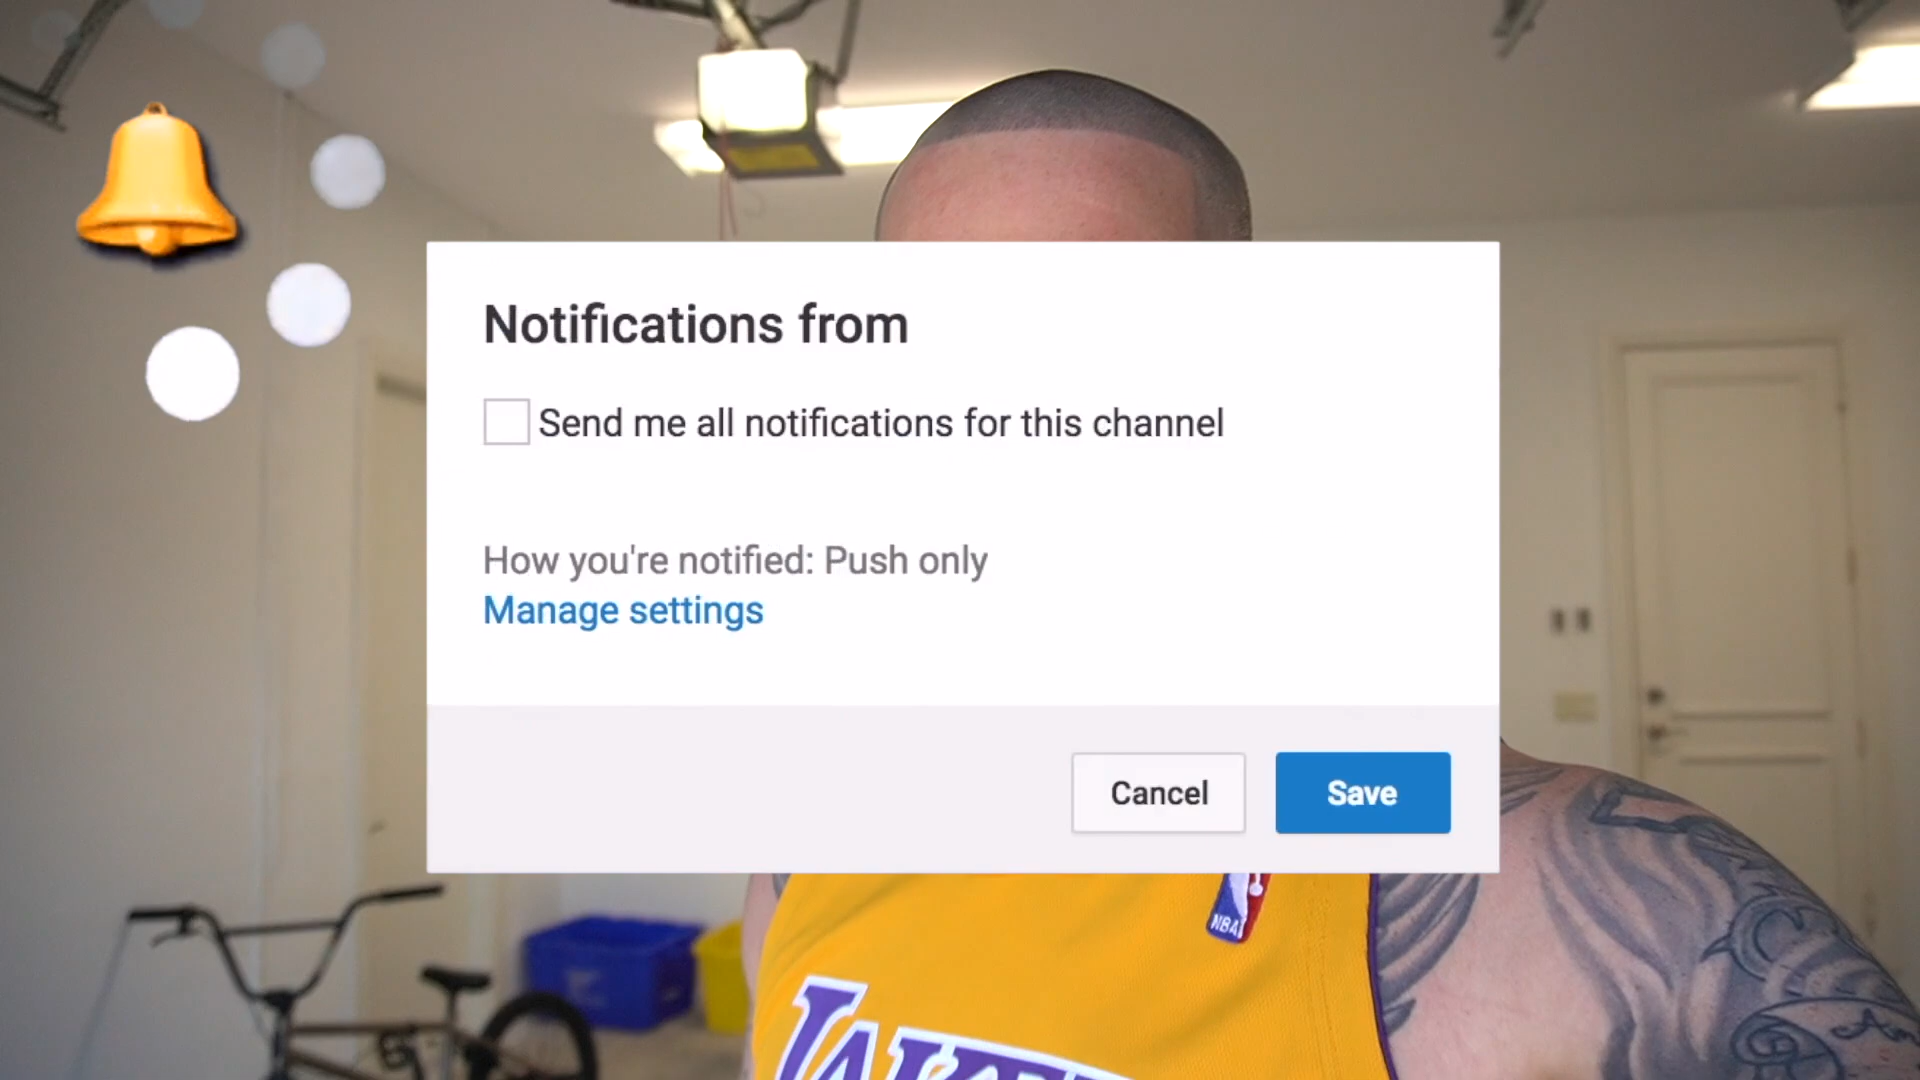 Notifications from
Send me all notifications for this channel
How you're notified: Push only
Manage settings
Cancel
Save
NBA